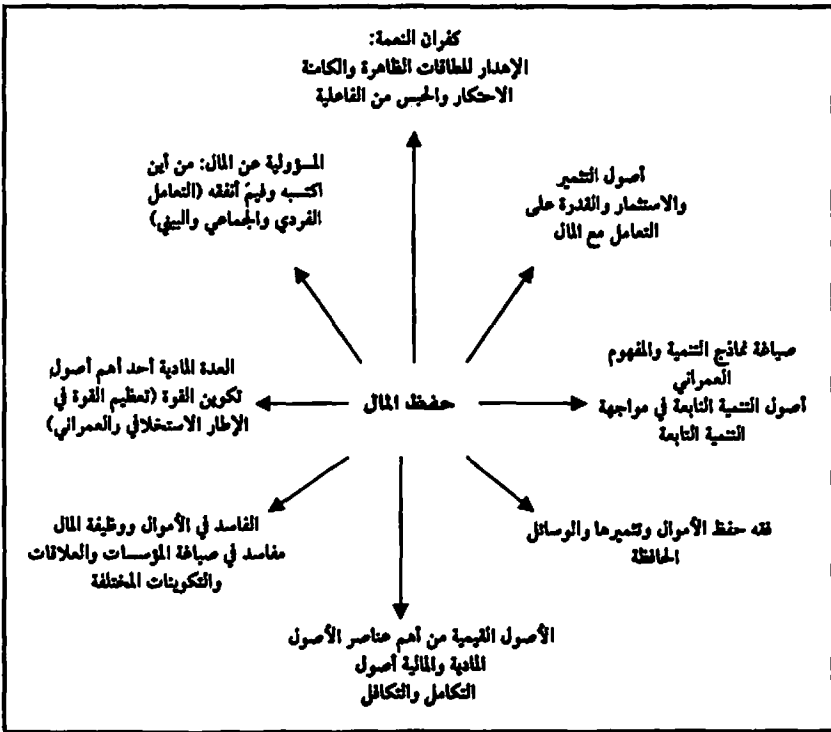 كفران النعمة:
الإهدار للطاقات الظاهرة والكامنة
الاحتكار والحبس من الفاعلية
أصول التثمير
والاستثمار والقدرة على
التعامل مع المال
المسؤولية عن المال: من أين
اكتسبه وفيمَ أنفقه (التعامل
الفردي والجماعي والبيني)
صياغة نماذج التنمية والمفهوم
العمراني
أصول التنمية النابعة في مواجهة
التنمية التابعة
حفظ المال
العدة المادية أحد أهم أصول
تكوين القوة (تعظيم القوة في
الإطار الاستخلافي والعمراني)
فقه حفظ الأموال وتثميرها والوسائل
الحافظة
الفاسد في الأموال ووظيفة المال
مفاسد في صياغة المؤسسات والعلاقات
والتكوينات المختلفة
الأصول القيمية من أهم عناصر الأصول
المادية والمالية أصول
التكامل والتكافل